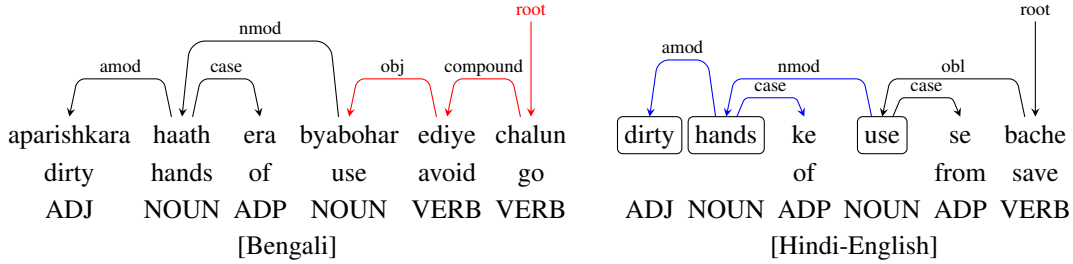 root root
nmod amod nmod obl
amod case obj compound case case
aparishkara haath era byabohar ediye chalun dirty hands ke use se bache
dirty hands of use avoid go of from save
ADJ NOUN ADP NOUN VERB VERB ADJ NOUN ADP NOUN ADP VERB
[Bengali] [Hindi-English]